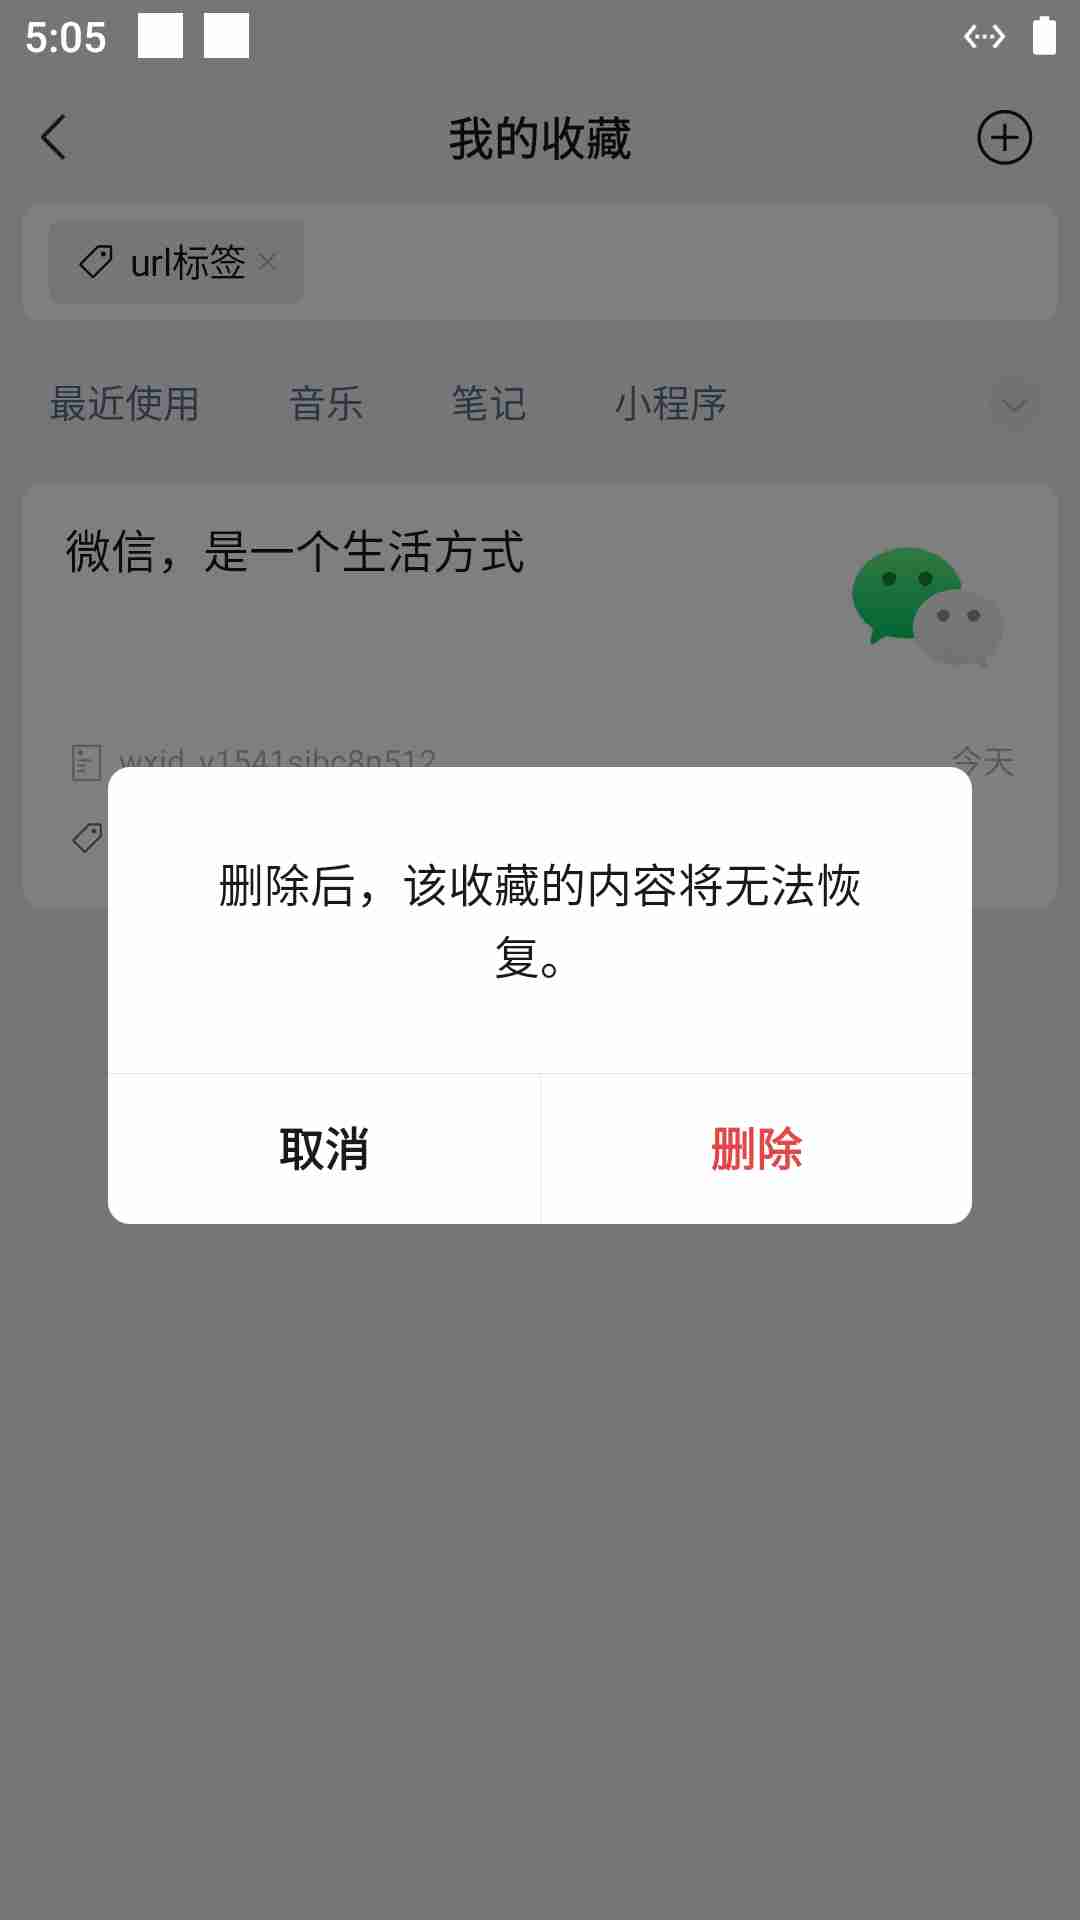 5:05
我的收藏
url标签
最近使用 音乐 笔记 小程序
微信，是一个生活方式
今天
删除后，该收藏的内容将无法恢
复。
取消 删除